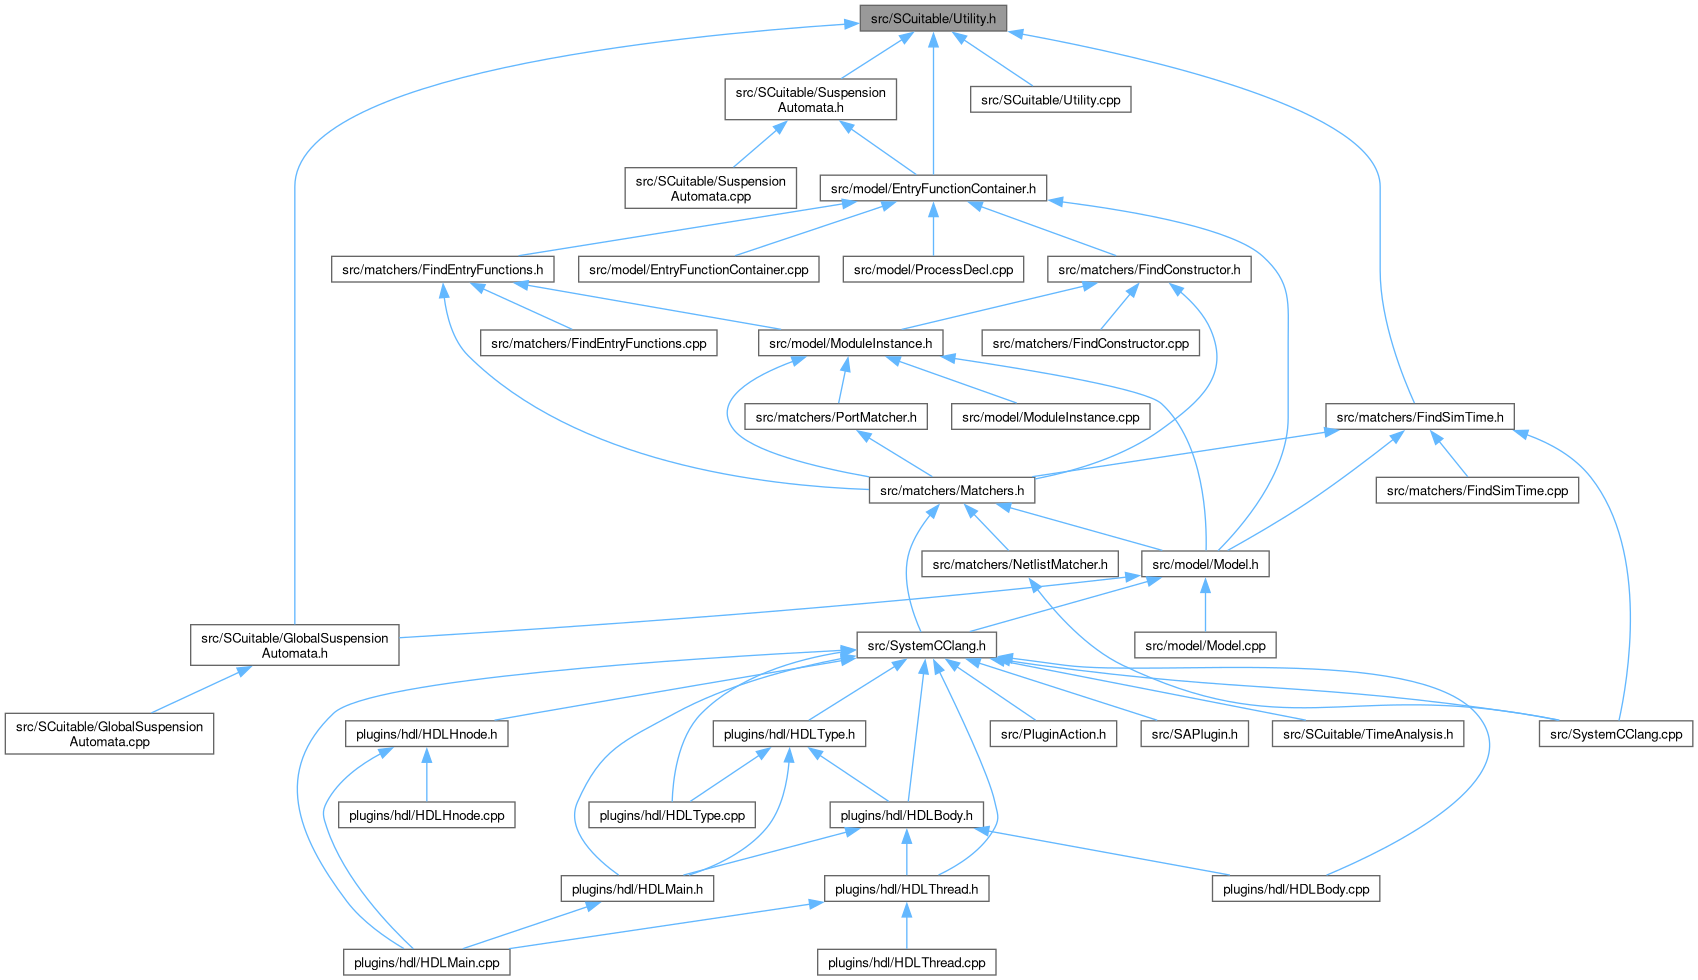 src/SCuitable/Utility.h
src/SCuitable/Suspension
Automata.h
src/SCuitable/Utility.cpp
src/SCuitable/Suspension
Automata.cpp
src/model/EntryFunctionContainer.h
src/matchers/FindEntryFunctions.h
src/model/EntryFunctionContainer.cpp
src/model/ProcessDecl.cpp
src/matchers/FindConstructor.h
src/matchers/FindEntryFunctions.cpp
src/model/ModuleInstance.h
src/matchers/FindConstructor.cpp
src/matchers/PortMatcher.h
src/model/ModuleInstance.cpp
src/matchers/FindSimTime.h
src/matchers/Matchers.h
src/matchers/FindSimTime.cpp
src/matchers/NetlistMatcher.h
src/model/Model.h
src/SCuitable/GlobalSuspension
Automata.h
src/SystemCClang.h
src/model/Model.cpp
src/SCuitable/GlobalSuspension
Automata.cpp
plugins/hdl/HDLHnode.h
plugins/hdl/HDLType.h
src/PluginAction.h
src/SAPlugin.h
src/SCuitable/TimeAnalysis.h
src/SystemCClang.cpp
plugins/hdl/HDLHnode.cpp
plugins/hdl/HDLType.cpp
plugins/hdl/HDLBody.h
plugins/hdl/HDLMain.h
plugins/hdl/HDLThread.h
plugins/hdl/HDLBody.cpp
plugins/hdl/HDLMain.cpp
plugins/hdl/HDLThread.cpp